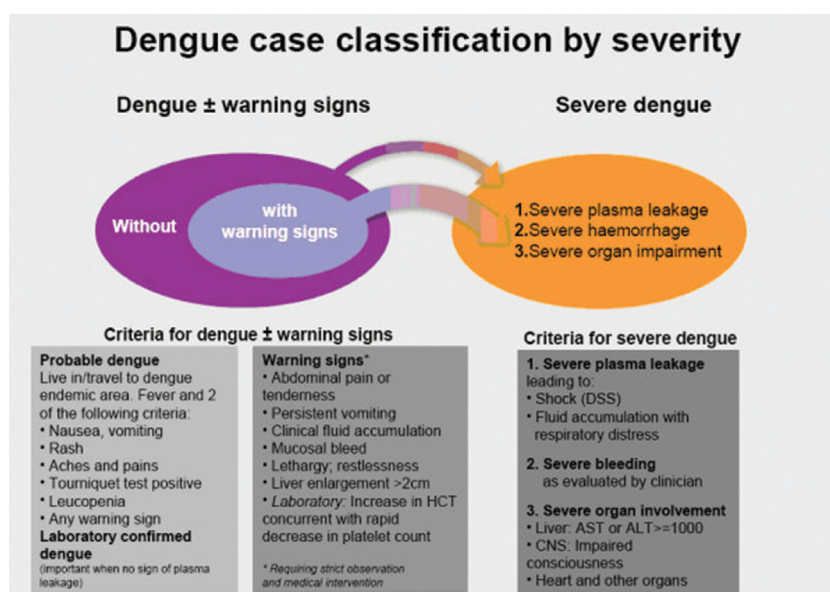 Dengue case classification by severity
Dengue ± warning signs
Severe dengue
Without
with
warning signs
1.Severe plasma leakage
2.Severe haemorrhage
3.Severe organ impairment
Criteria for dengue ± warning signs
Probable dengue
Live in/travel to dengue
endemic area. Fever and 2
of the following criteria:
• Nausea, vomiting
• Rash
• Aches and pains
• Tourniquet test positive
• Leucopenia
• Any warning sign
Laboratory confirmed
dengue
(important when no sign of plasma
leakage)
Warning signs*
• Abdominal pain or
tenderness
• Persistent vomiting
• Clinical fluid accumulation
• Mucosal bleed
• Lethargy; restlessness
• Liver enlargement >2cm
• Laboratory: Increase in HCT
concurrent with rapid
decrease in platelet count
* Requiring strict observation
and medical intervention
Criteria for severe dengue
1. Severe plasma leakage
leading to:
• Shock (DSS)
• Fluid accumulation with
respiratory distress
2. Severe bleeding
as evaluated by clinician
3. Severe organ involvement
• Liver: AST or ALT>=1000
• CNS: Impaired
consciousness
• Heart and other organs